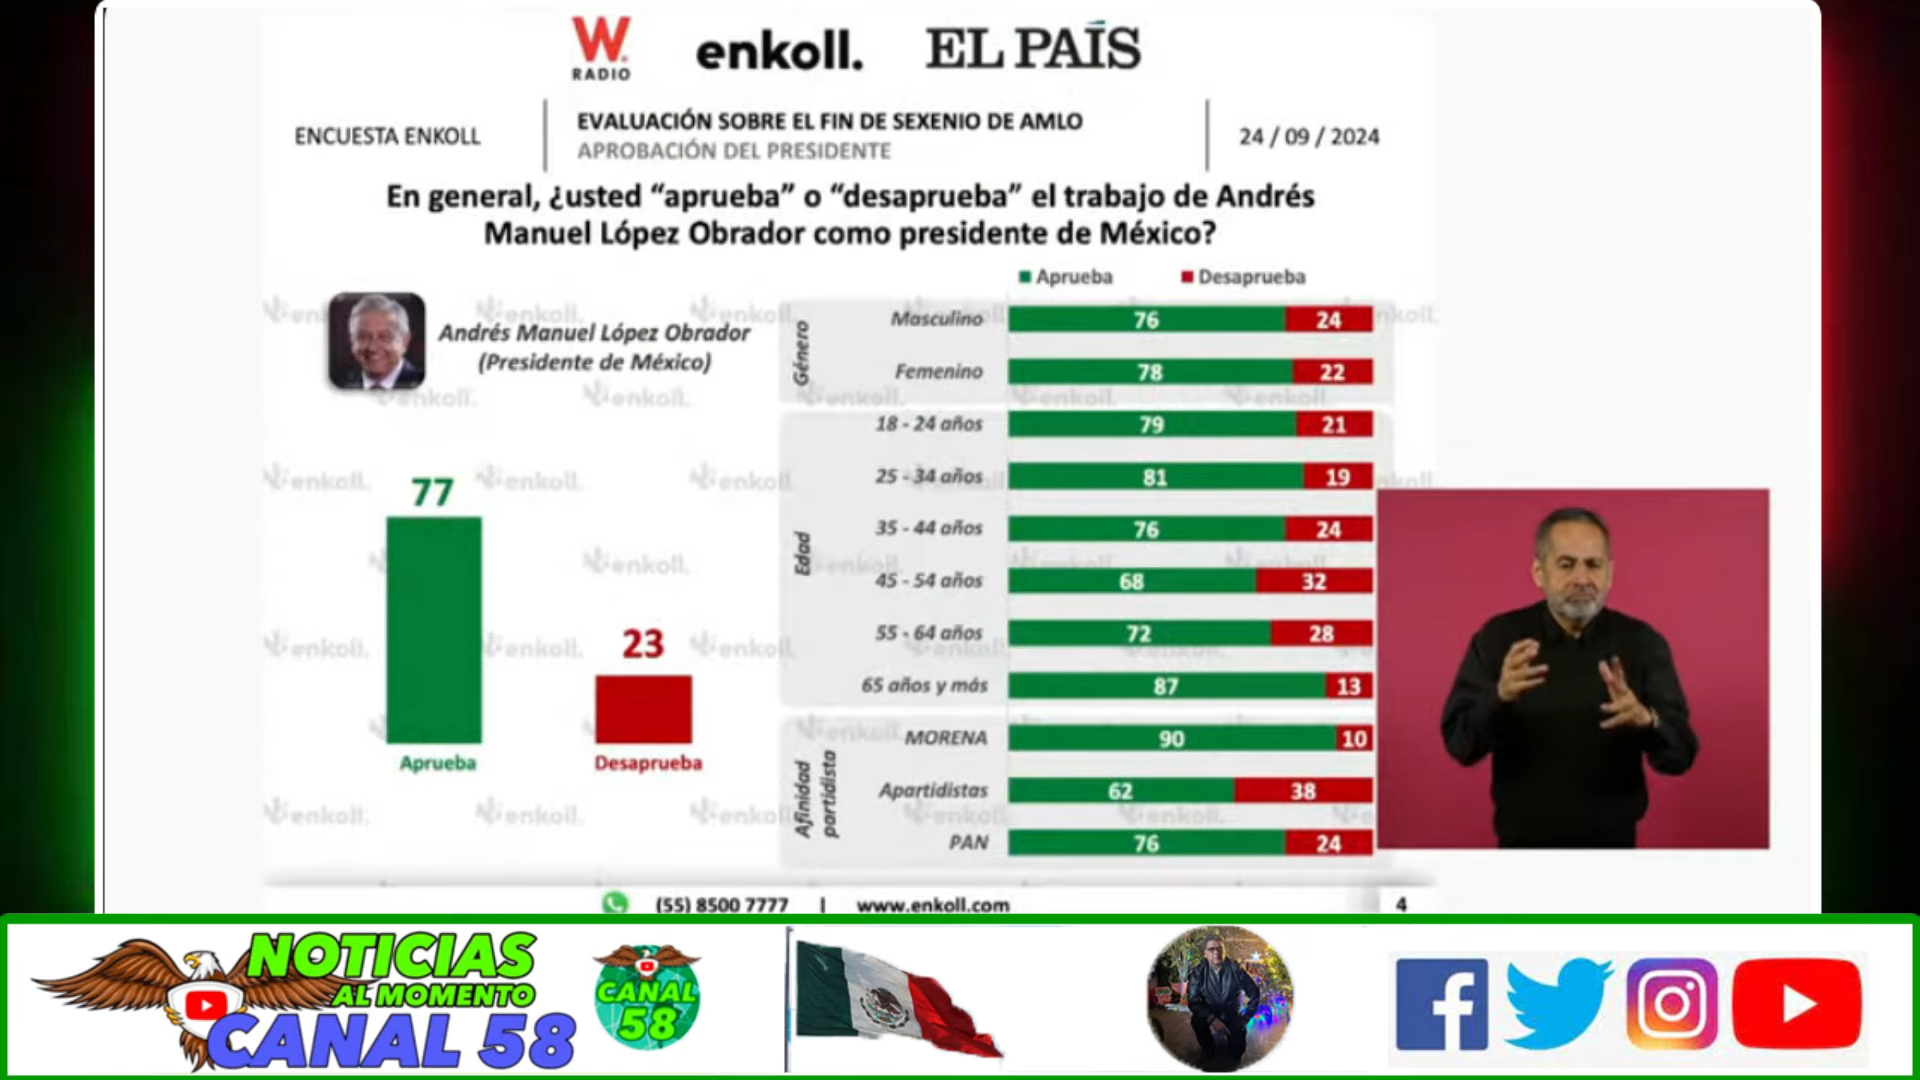 W
RADIO
enkoll.
EL PAÍS
ENCUESTA ENKOLL
EVALUACIÓN SOBRE EL FIN DE SEXENIO DE AMLO
APROBACIÓN DEL PRESIDENTE
24 / 09 / 2024
En general, ¿usted “aprueba” o “desaprueba” el trabajo de Andrés
Manuel López Obrador como presidente de México?
Andrés Manuel López Obrador
(Presidente de México)
77
Aprueba
23
Desaprueba
Aprueba Desaprueba
Género
Masculino 76 24
Femenino 78 22
Edad
18 - 24 años 79 21
25 - 34 años 81 19
35 - 44 años 76 24
45 - 54 años 68 32
55 - 64 años 72 28
65 años y más 87 13
Afinidad
partidista
MORENA 90 10
Apartidistas 62 38
PAN 76 24
(55) 8500 7777 | www.enkoll.com 4
NOTICIAS
AL MOMENTO
CANAL 58
CANAL
58